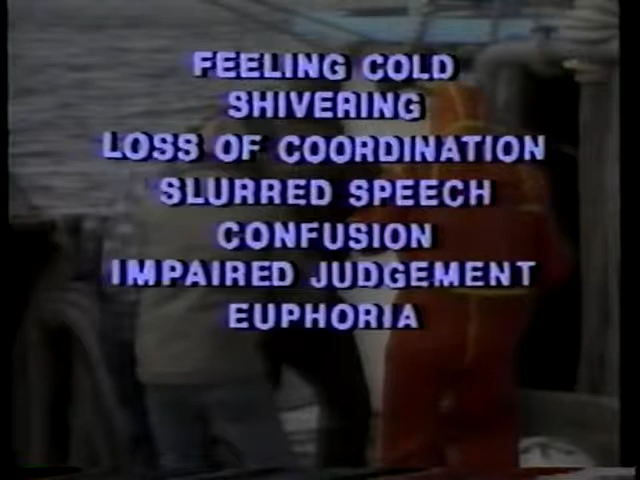 FEELING COLD
SHIVERING
LOSS OF COORDINATION
SLURRED SPEECH
CONFUSION
IMPAIRED JUDGEMENT
EUPHORIA